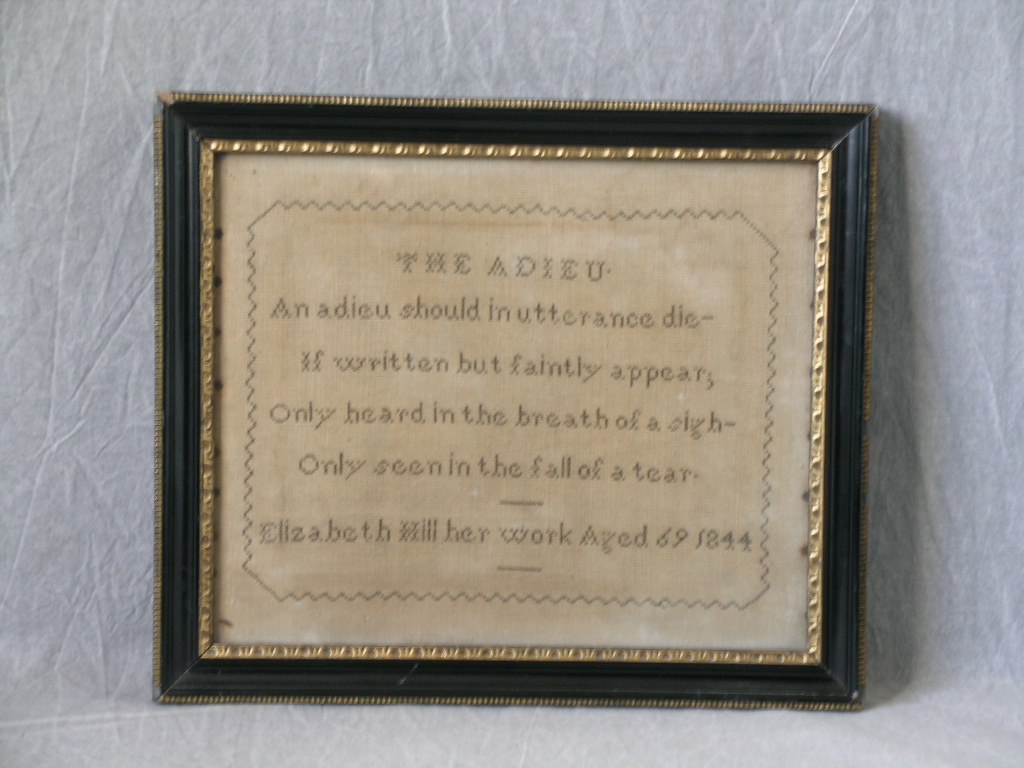 THE ADIEU.
An adieu should in utterance die-
If written but faintly appear;
Only heard in the breath of a sigh-
Only seen in the fall of a tear.
Elizabeth Hill her work Aged 69 1844